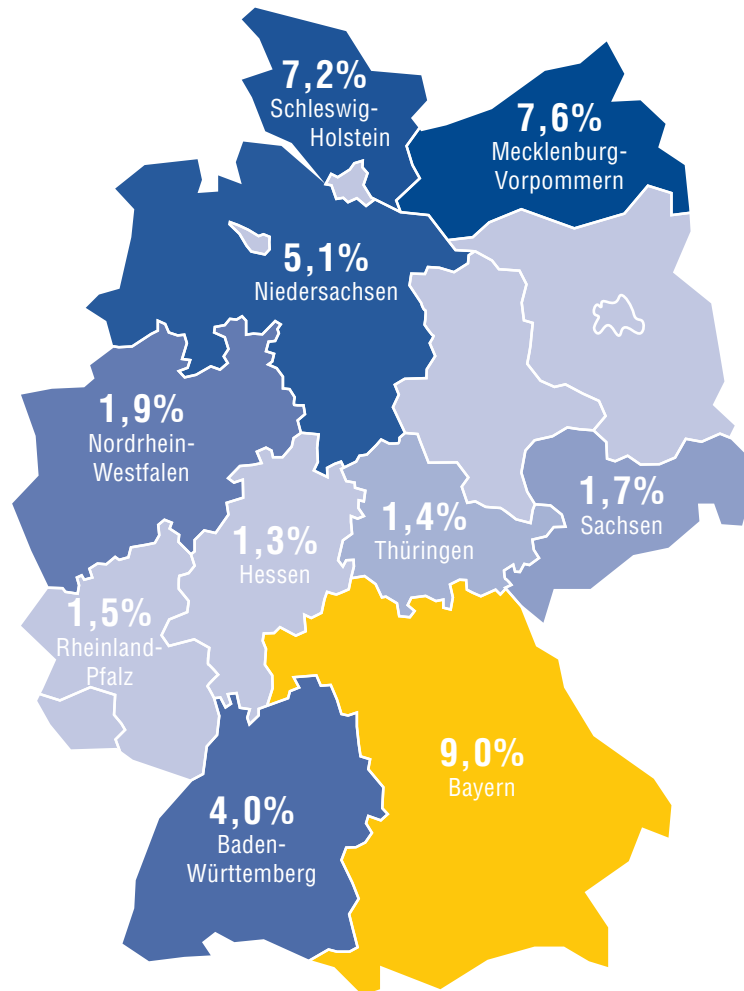 7,2%
Schleswig-
Holstein
7,6%
Mecklenburg-
Vorpommern
5,1%
Niedersachsen
1,9%
Nordrhein-
Westfalen
1,7%
Sachsen
1,4%
Thüringen
1,3%
Hessen
1,5%
Rheinland-
Pfalz
9,0%
Bayern
4,0%
Baden-
Württemberg